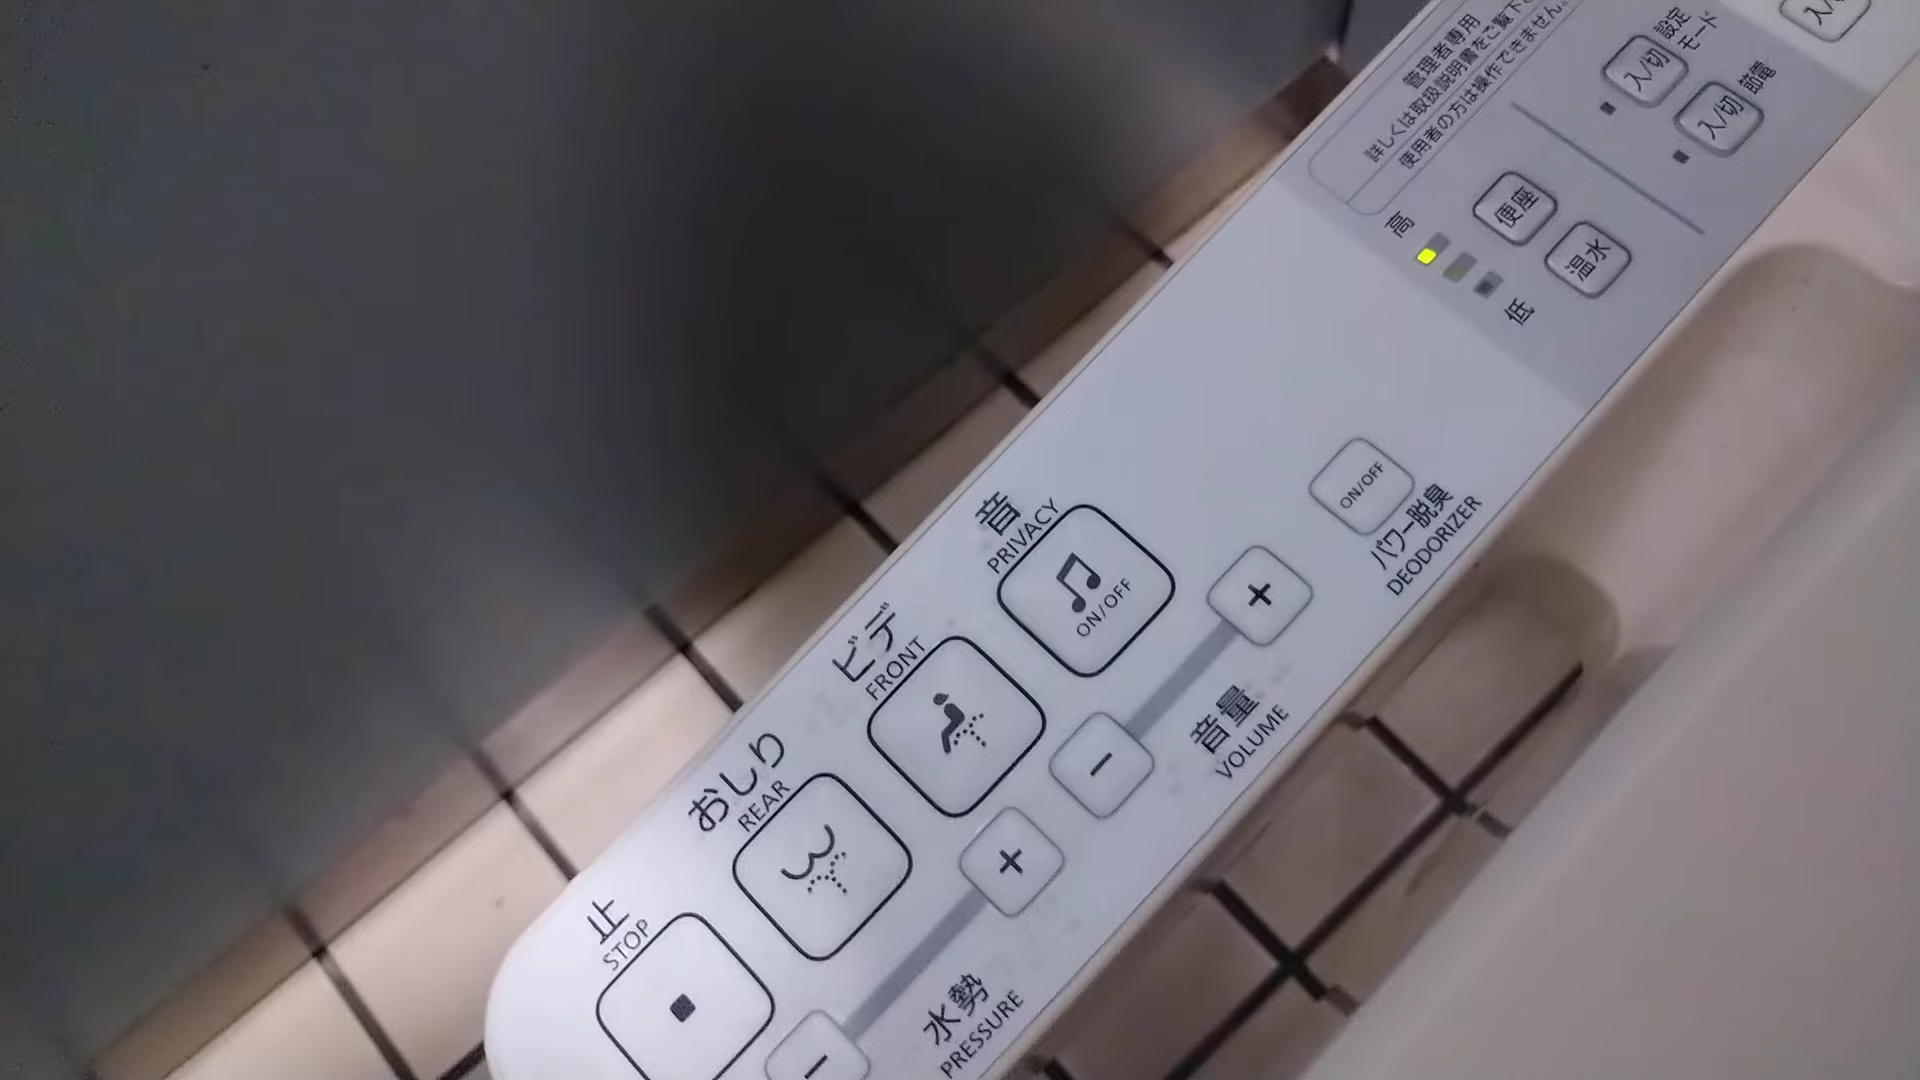 止
STOP
おしり
REAR
ビデ
FRONT
音
PRIVACY
ON/OFF
-
+
水勢
PRESSURE
-
+
音量
VOLUME
ON/OFF
パワー脱臭
DEODORIZER
管理者専用
詳しくは取扱説明書をご覧下
使用者の方は操作できません。
高
低
便座
温水
設定
モード
入/切
節電
入/切
入/